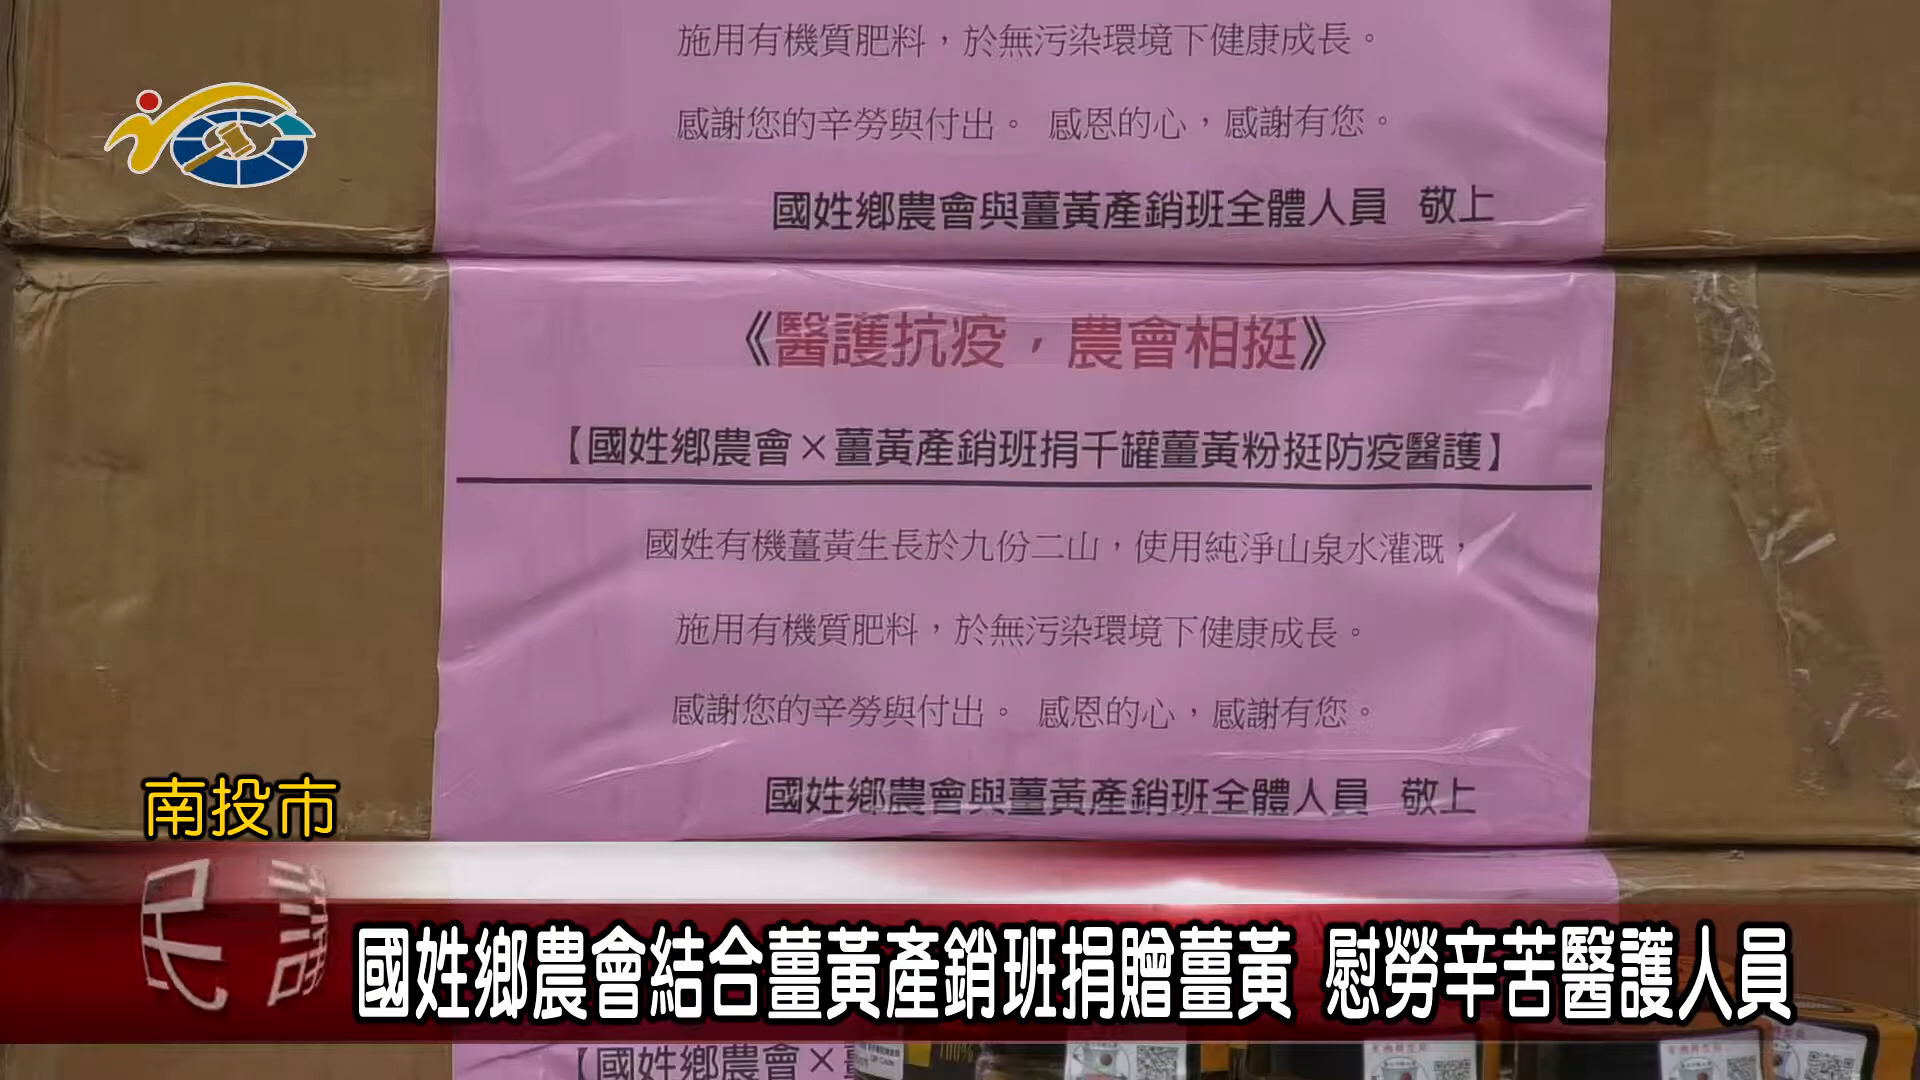 施用有機質肥料，於無污染環境下健康成長。
感謝您的辛勞與付出。 感恩的心，感謝有您。
國姓鄉農會與薑黃產銷班全體人員 敬上
《醫護抗疫，農會相挺》
【國姓鄉農會×薑黃產銷班捐千罐薑黃粉挺防疫醫護】
國姓有機薑黃生長於九份二山，使用純淨山泉水灌溉，
施用有機質肥料，於無污染環境下健康成長。
感謝您的辛勞與付出。 感恩的心，感謝有您。
國姓鄉農會與薑黃產銷班全體人員 敬上
南投市
民議
國姓鄉農會結合薑黃產銷班捐贈薑黃 慰勞辛苦醫護人員
【國姓鄉農會×
100%